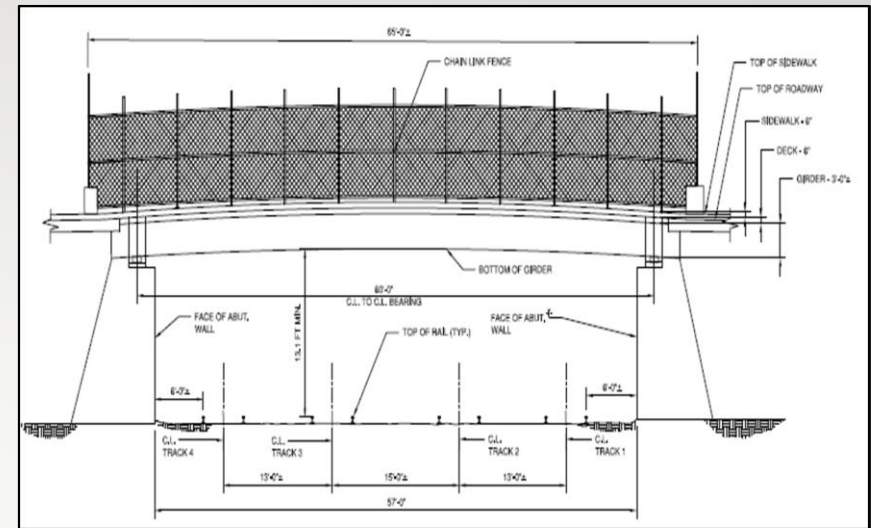 65'-0"±
CHAIN LINK FENCE
TOP OF SIDEWALK
TOP OF ROADWAY
SIDEWALK - 6"
DECK - 6"
GIRDER - 3'-0"±
BOTTOM OF GIRDER
60'-0"
C.L. TO C.L. BEARING
FACE OF ABUT.
WALL
TOP OF RAIL (TYP.)
FACE OF ABUT.
WALL
13.1 FT MIN.
6'-0"±
6'-0"±
C.L.
TRACK 4
C.L.
TRACK 3
C.L.
TRACK 2
C.L.
TRACK 1
13'-0"±
15'-0"±
13'-0"±
57'-0"